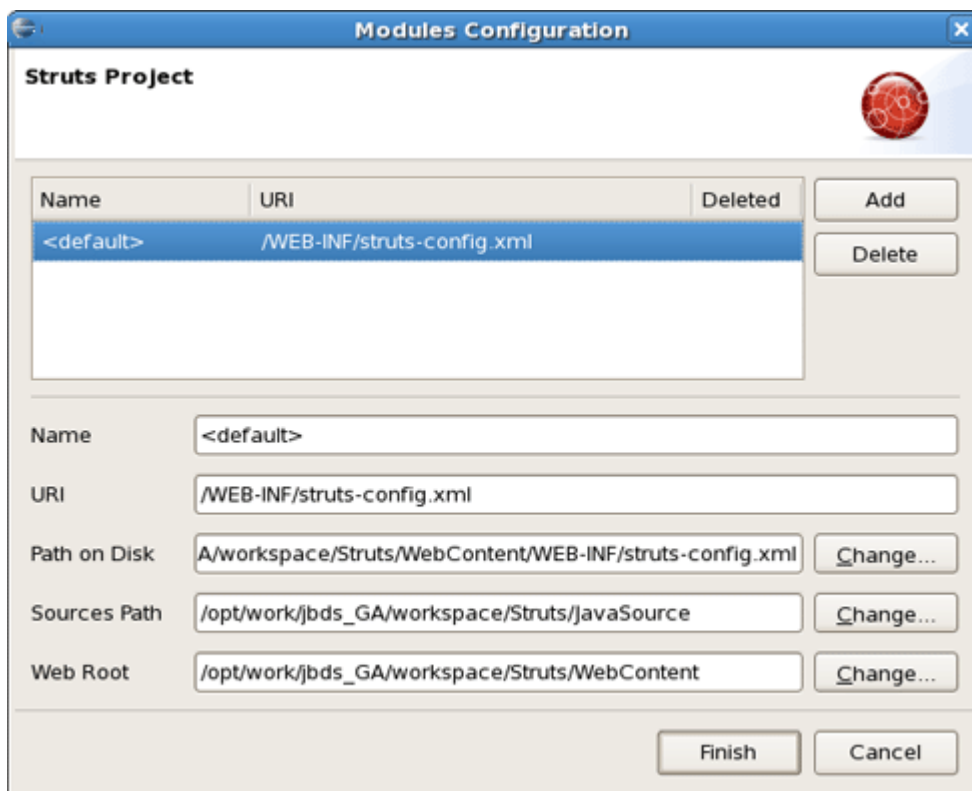 Modules Configuration
Struts Project
Name URI Deleted
<default> /WEB-INF/struts-config.xml
Add
Delete
Name <default>
URI /WEB-INF/struts-config.xml
Path on Disk A/workspace/Struts/WebContent/WEB-INF/struts-config.xml Change...
Sources Path /opt/work/jbds_GA/workspace/Struts/JavaSource Change...
Web Root /opt/work/jbds_GA/workspace/Struts/WebContent Change...
Finish Cancel